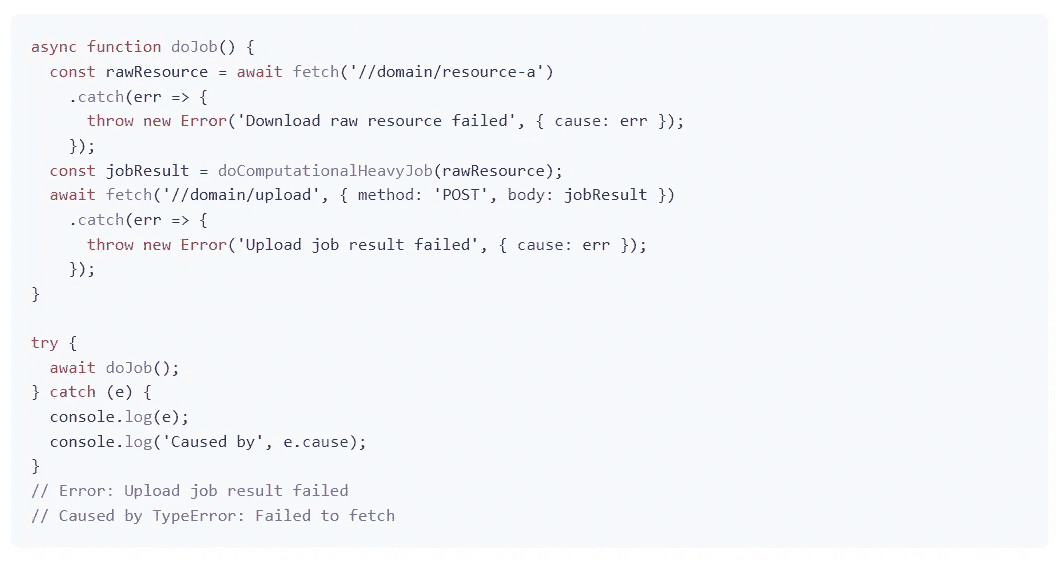 async function doJob() {
  const rawResource = await fetch('//domain/resource-a')
    .catch(err => {
      throw new Error('Download raw resource failed', { cause: err });
    });
  const jobResult = doComputationalHeavyJob(rawResource);
  await fetch('//domain/upload', { method: 'POST', body: jobResult })
    .catch(err => {
      throw new Error('Upload job result failed', { cause: err });
    });
}

try {
  await doJob();
} catch (e) {
  console.log(e);
  console.log('Caused by', e.cause);
}
// Error: Upload job result failed
// Caused by TypeError: Failed to fetch